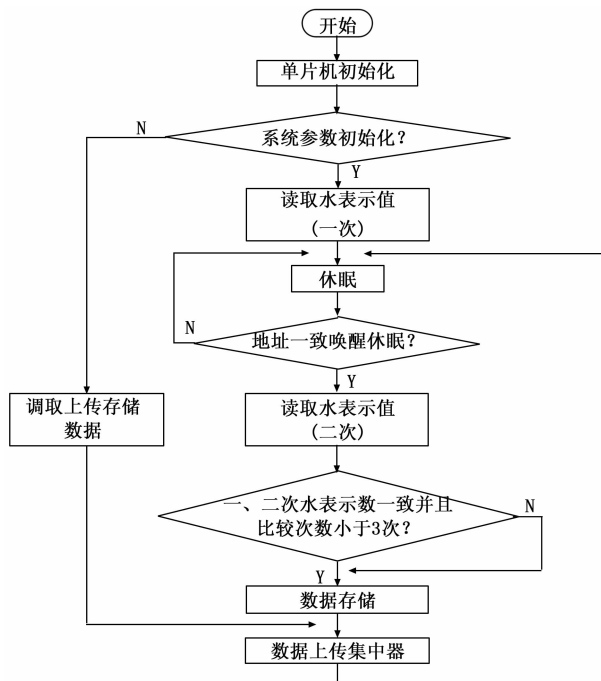 开始
单片机初始化
N
系统参数初始化?
Y
读取水表示值
(一次)
休眠
N
地址一致唤醒休眠?
Y
调取上传存储
数据
读取水表示值
(二次)
一、二次水表示数一致并且
比较次数小于3次?
N
Y
数据存储
数据上传集中器